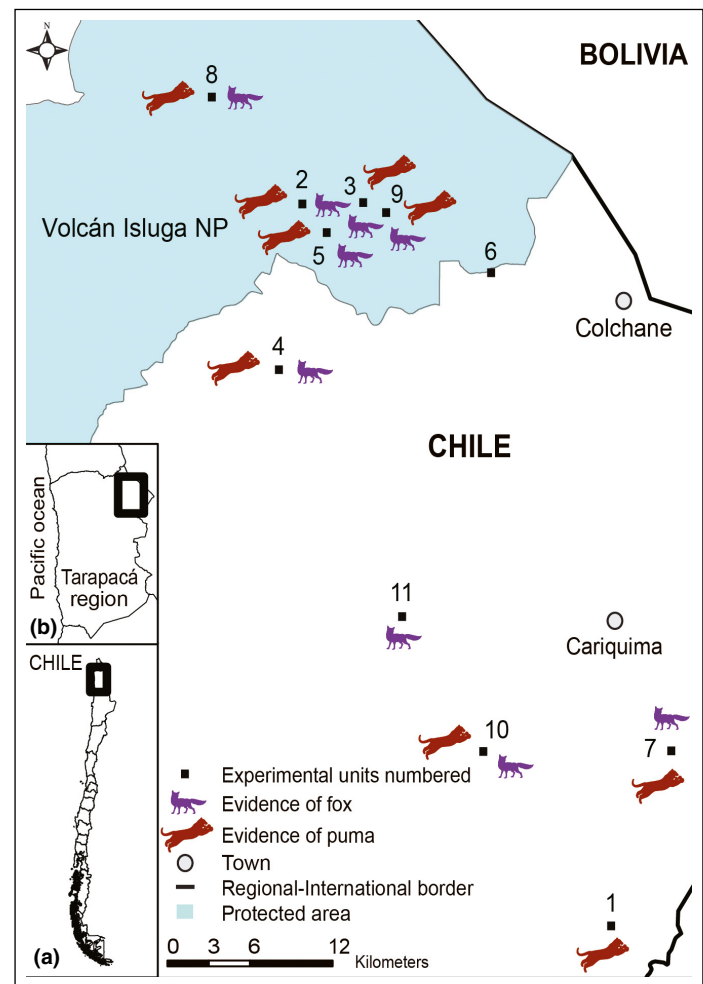 N
BOLIVIA
8
2
3
9
Volcán Isluga NP
5
6
Colchane
4
CHILE
Pacific ocean
Tarapacá
region
(b)
11
Cariquima
CHILE
10
7
Experimental units numbered
Evidence of fox
Evidence of puma
Town
Regional-International border
Protected area
1
(a)
0 3 6 12
Kilometers